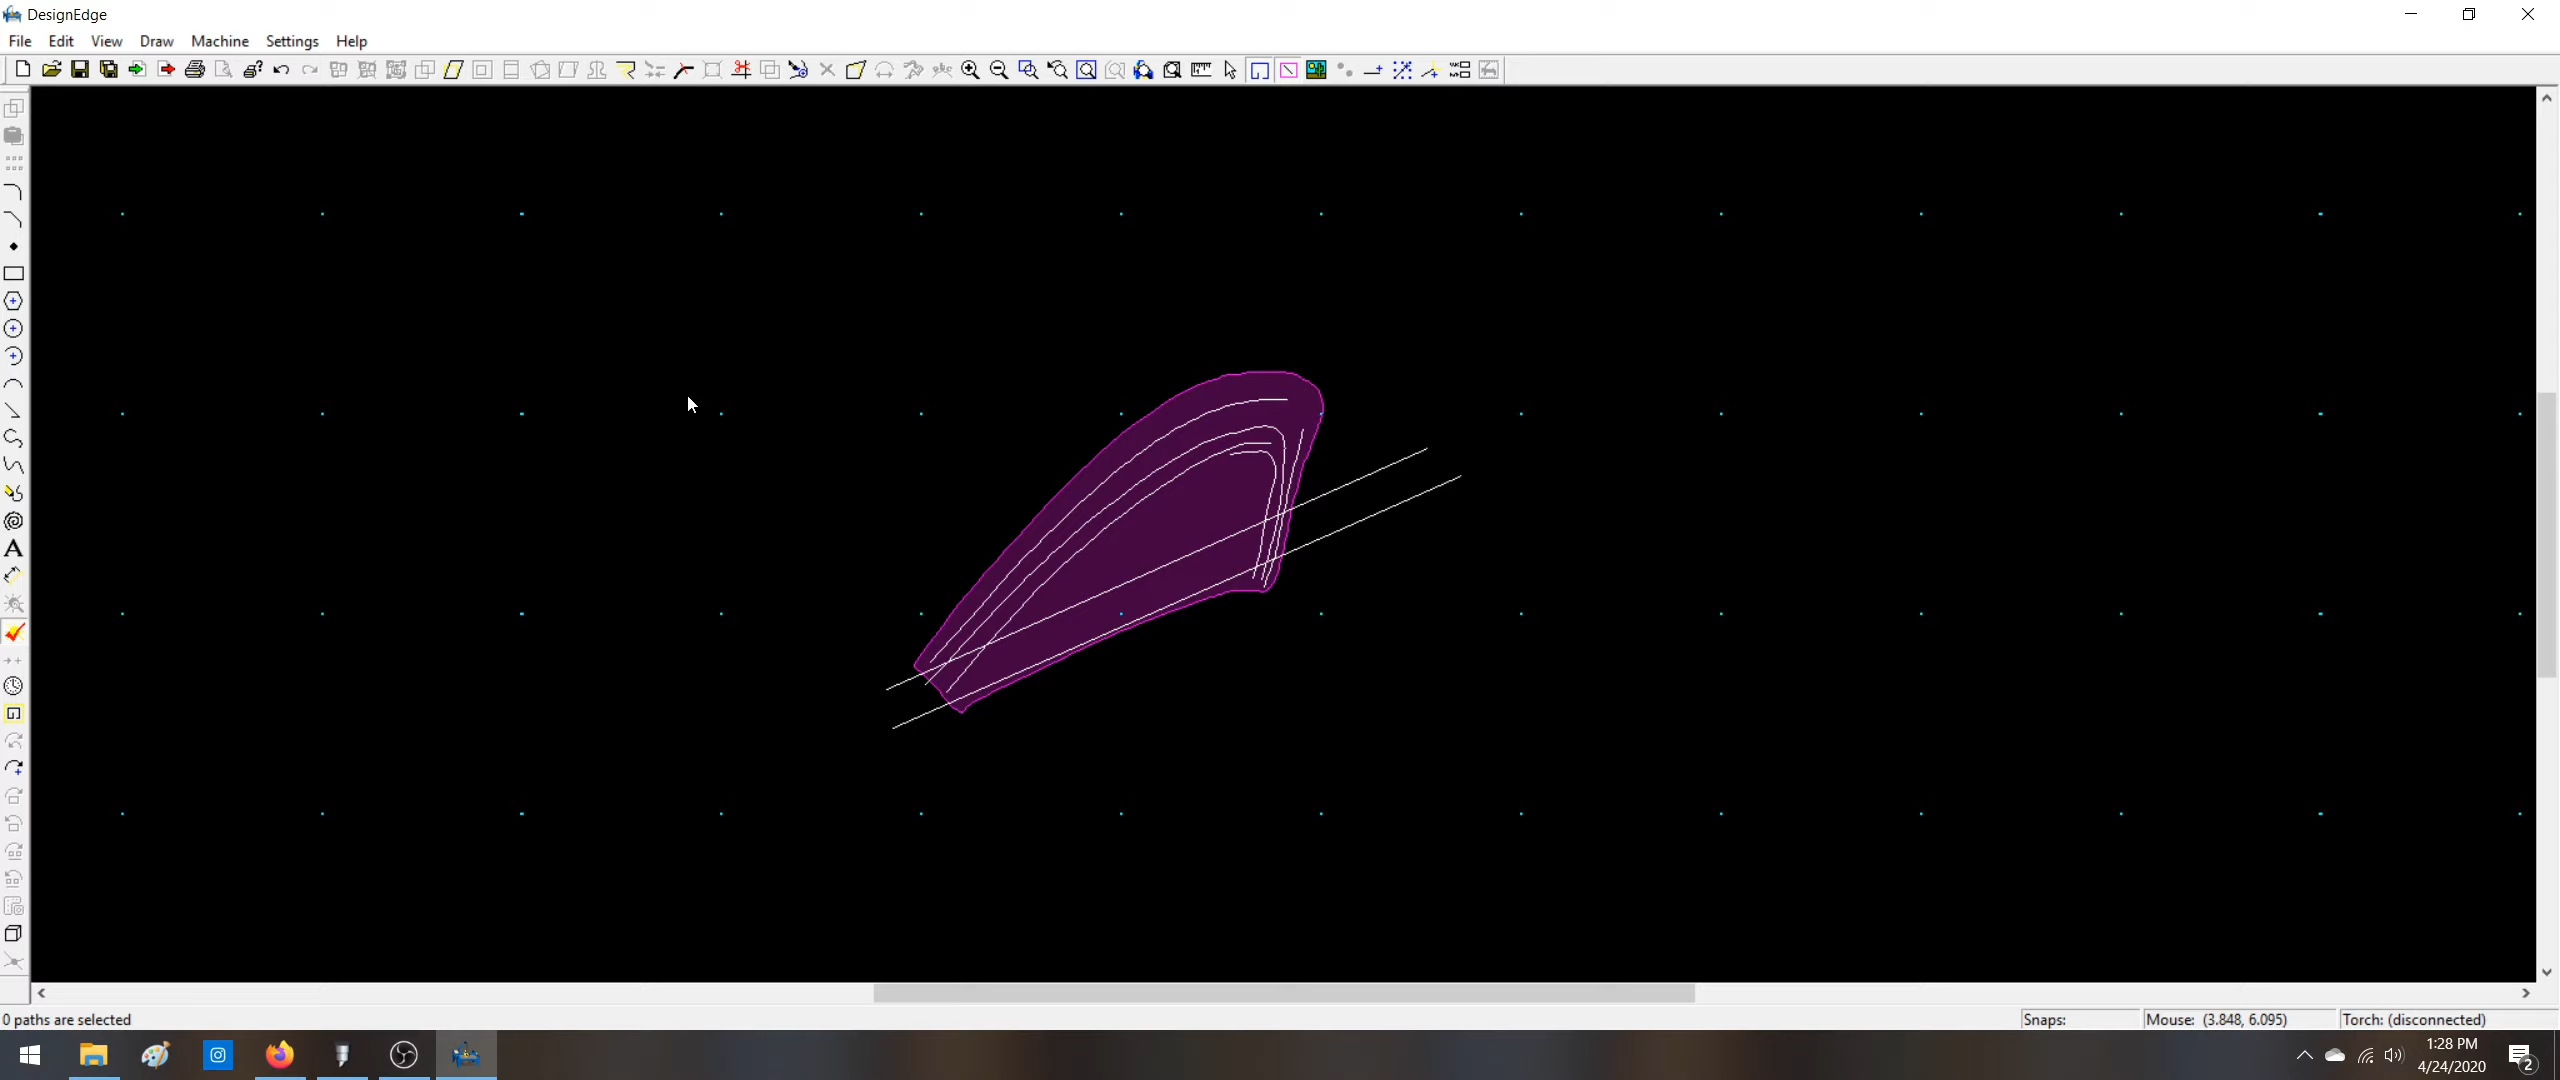 DesignEdge
File Edit View Draw Machine Settings Help
A
0 paths are selected
Snaps:
Mouse: (3.848, 6.095)
Torch: (disconnected)
1:28 PM
4/24/2020
2